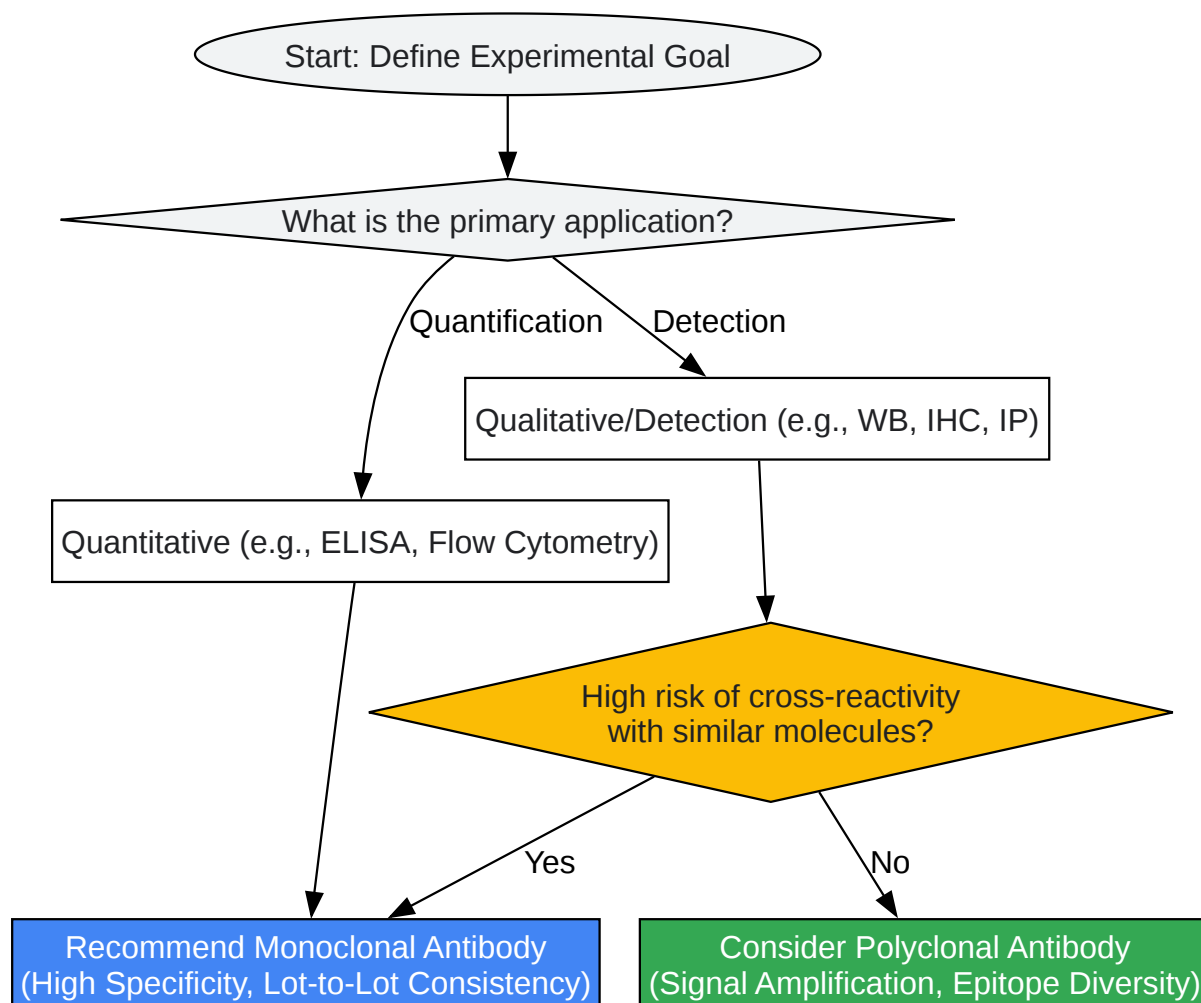 Start: Define Experimental Goal
What is the primary application?
Quantification
Detection
Qualitative/Detection (e.g., WB, IHC, IP)
Quantitative (e.g., ELISA, Flow Cytometry)
High risk of cross-reactivity
with similar molecules?
Yes
No
Recommend Monoclonal Antibody
(High Specificity, Lot-to-Lot Consistency)
Consider Polyclonal Antibody
(Signal Amplification, Epitope Diversity)